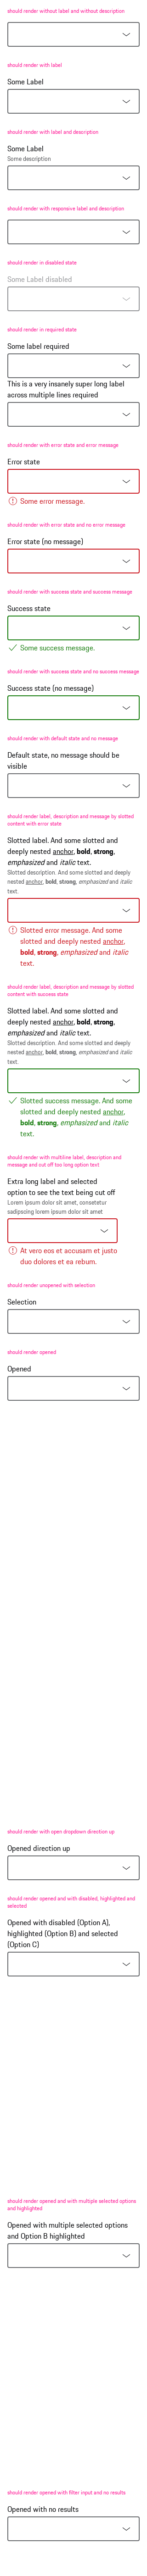 should render without label and without description
should render with label
Some Label
should render with label and description
Some Label
Some description
should render with responsive label and description
should render in disabled state
Some Label disabled
should render in required state
Some label required
This is a very insanely super long label
across multiple lines required
should render with error state and error message
Error state
Some error message.
should render with error state and no error message
Error state (no message)
should render with success state and success message
Success state
Some success message.
should render with success state and no success message
Success state (no message)
should render with default state and no message
Default state, no message should be
visible
should render label, description and message by slotted
content with error state
Slotted label. And some slotted and
deeply nested anchor, bold, strong,
emphasized and italic text.
Slotted description. And some slotted and deeply
nested anchor, bold, strong, emphasized and italic
text.
Slotted error message. And some
slotted and deeply nested anchor,
bold, strong, emphasized and italic
text.
should render label, description and message by slotted
content with success state
Slotted label. And some slotted and
deeply nested anchor, bold, strong,
emphasized and italic text.
Slotted description. And some slotted and deeply
nested anchor, bold, strong, emphasized and italic
text.
Slotted success message. And some
slotted and deeply nested anchor,
bold, strong, emphasized and italic
text.
should render with multiline label, description and
message and cut off too long option text.
Extra long label and selected
option to see the text being cut off
Lorem ipsum dolor sit amet, consetetur
sadipscing lorem ipsum dolor sit amet
At vero eos et accusam et justo
duo dolores et ea rebum.
should render unopened with selection
Selection
should render opened
Opened
should render with open dropdown direction up
Opened direction up
should render opened and with disabled, highlighted and
selected
Opened with disabled (Option A),
highlighted (Option B) and selected
(Option C)
should render opened and with multiple selected options
and highlighted
Opened with multiple selected options
and Option B highlighted
should render opened with filter input and no results
Opened with no results